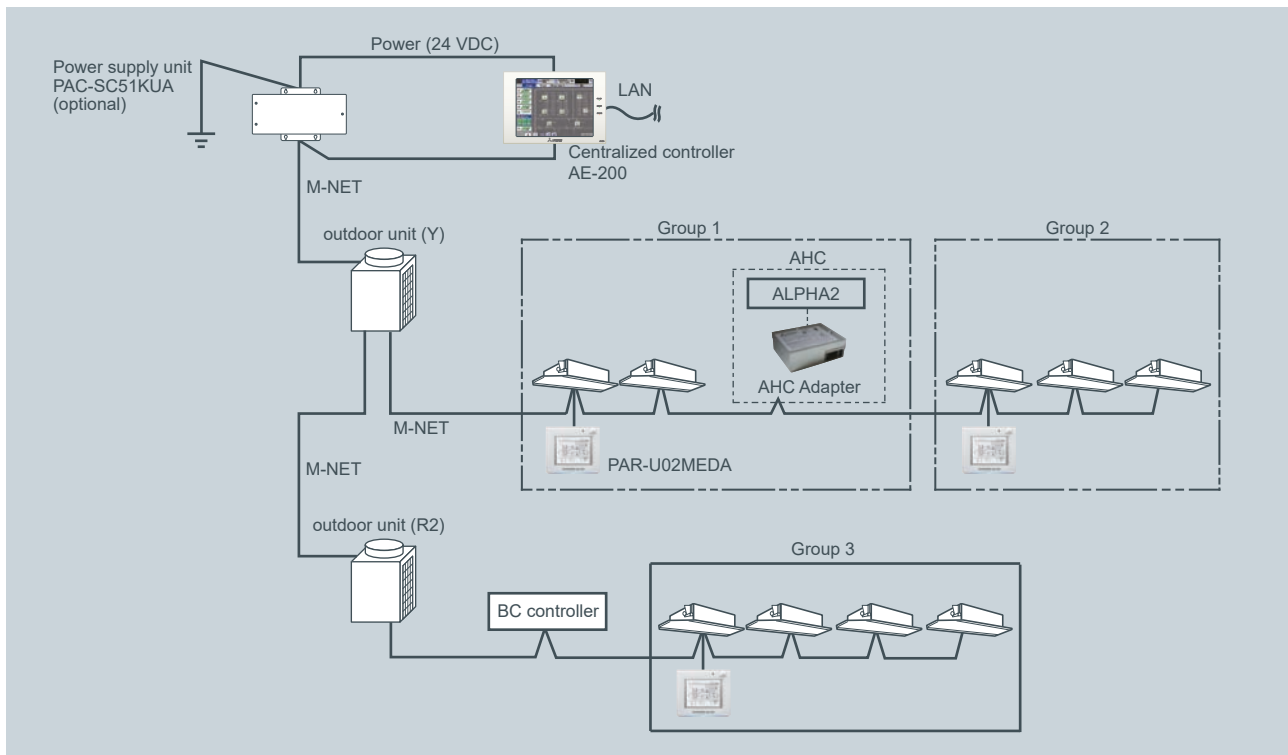 Power (24 VDC)
Power supply unit
PAC-SC51KUA
(optional)
LAN
Centralized controller
AE-200
M-NET
outdoor unit (Y)
Group 1
Group 2
AHC
ALPHA2
AHC Adapter
M-NET
PAR-U02MEDA
M-NET
outdoor unit (R2)
Group 3
BC controller